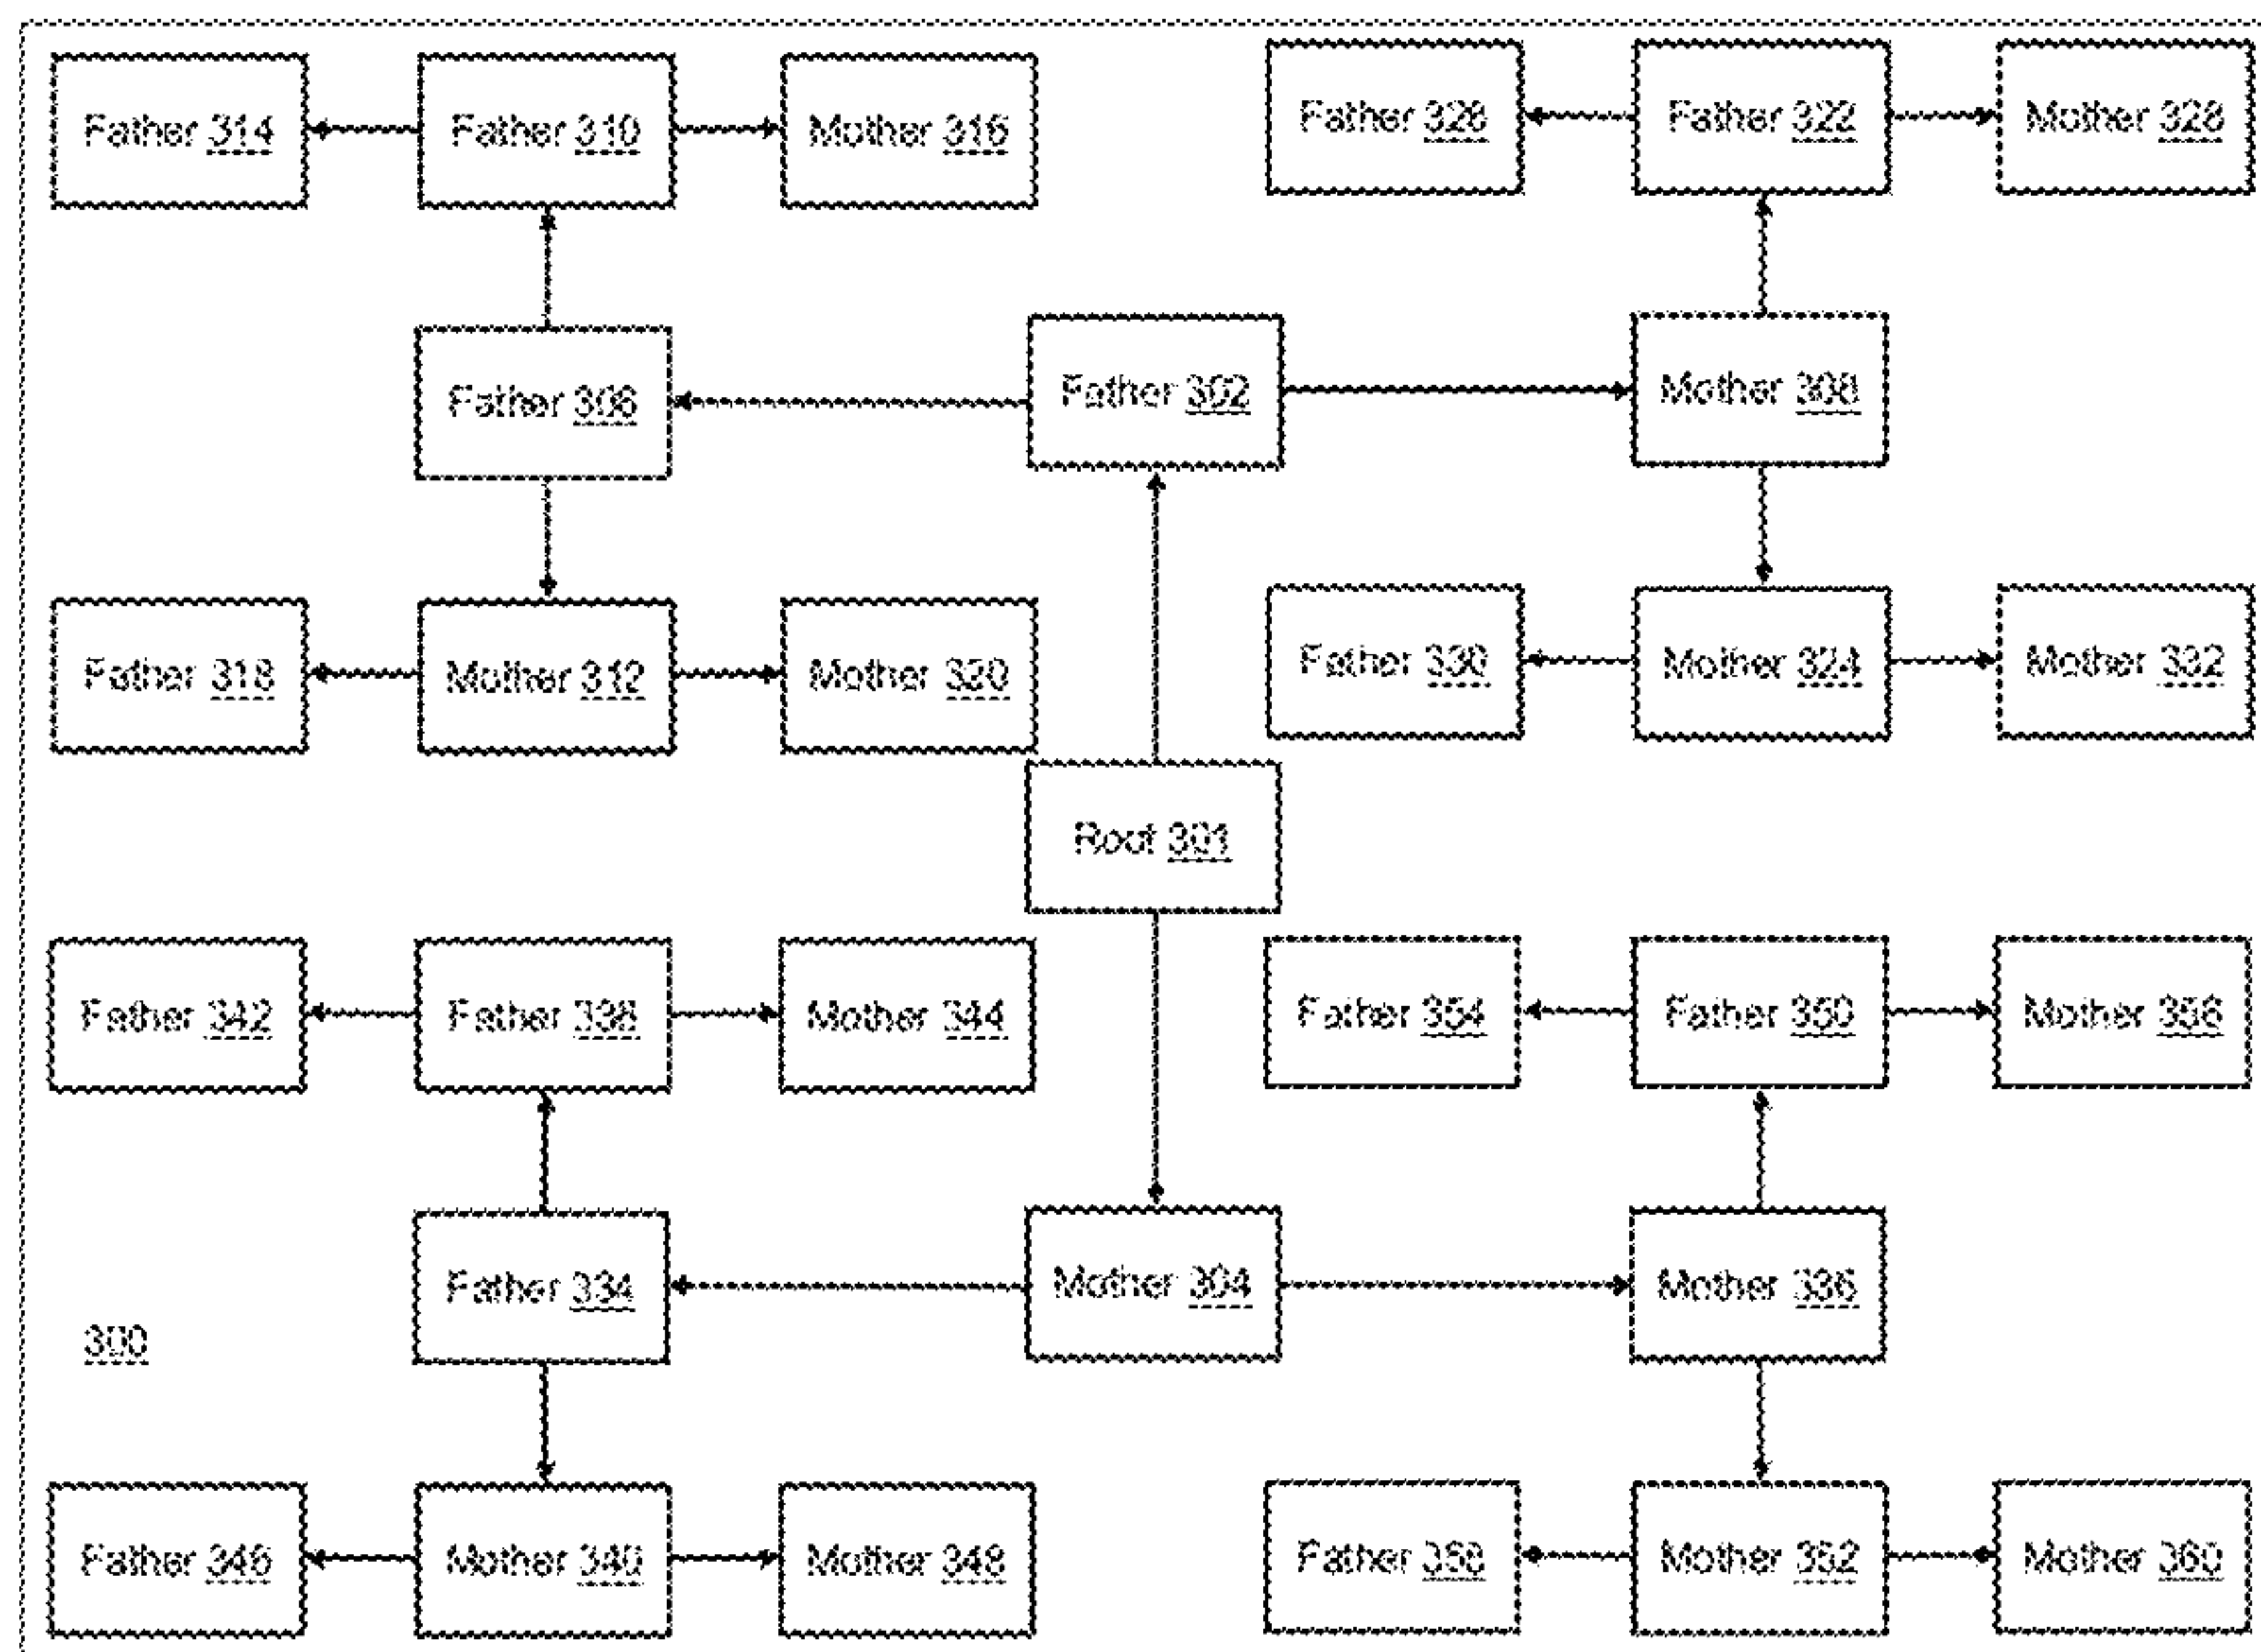 Father 314
Father 310
Mother 316
Father 326
Father 322
Mother 328
Father 306
Father 302
Mother 308
Father 318
Mother 312
Mother 320
Father 330
Mother 324
Mother 332
Root 301
Father 342
Father 338
Mother 344
Father 354
Father 350
Mother 356
Father 334
Mother 304
Mother 336
300
Father 346
Mother 340
Mother 348
Father 358
Mother 352
Mother 360